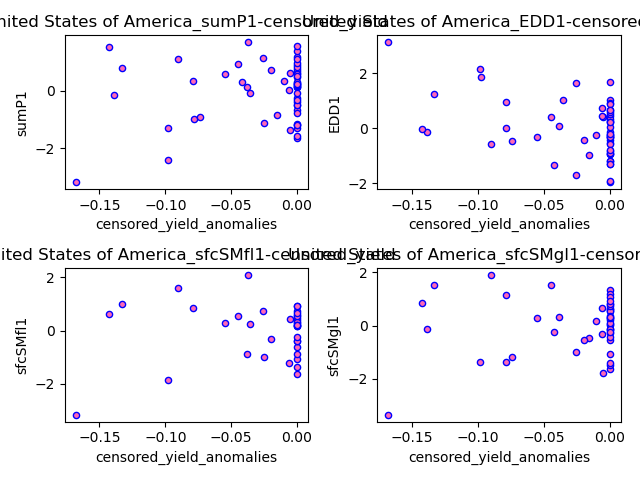 nited States of America_sumP1-censored_yield
United States of America_EDD1-censored
sumP1
0
−2
−0.15
−0.10
−0.05
0.00
censored_yield_anomalies
EDD1
2
0
−2
−0.15
−0.10
−0.05
0.00
censored_yield_anomalies
ited States of America_sfcSMfl1-censored_yield
United States of America_sfcSMgl1-censor
sfcSMfl1
2
0
−2
−0.15
−0.10
−0.05
0.00
censored_yield_anomalies
sfcSMgl1
2
0
−2
−0.15
−0.10
−0.05
0.00
censored_yield_anomalies